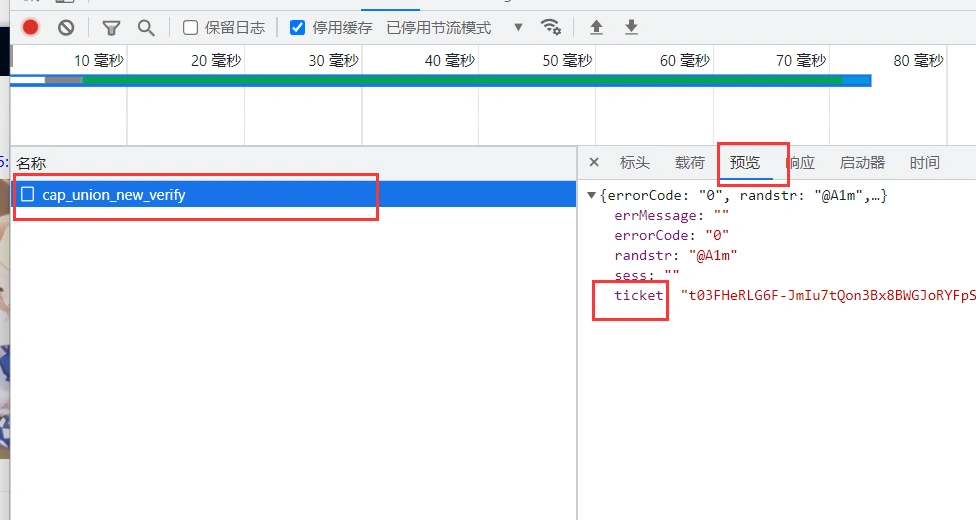 保留日志 停用缓存 已停用节流模式
10 毫秒 20 毫秒 30 毫秒 40 毫秒 50 毫秒 60 毫秒 70 毫秒 80 毫秒
名称
cap_union_new_verify
标头 载荷 预览 响应 启动器 时间
{errorCode: "0", randstr: "@A1m",…}
errMessage: ""
errorCode: "0"
randstr: "@A1m"
sess: ""
ticket "t03FHeRLG6F-JmIu7tQon3Bx8BWGJoRYFpS